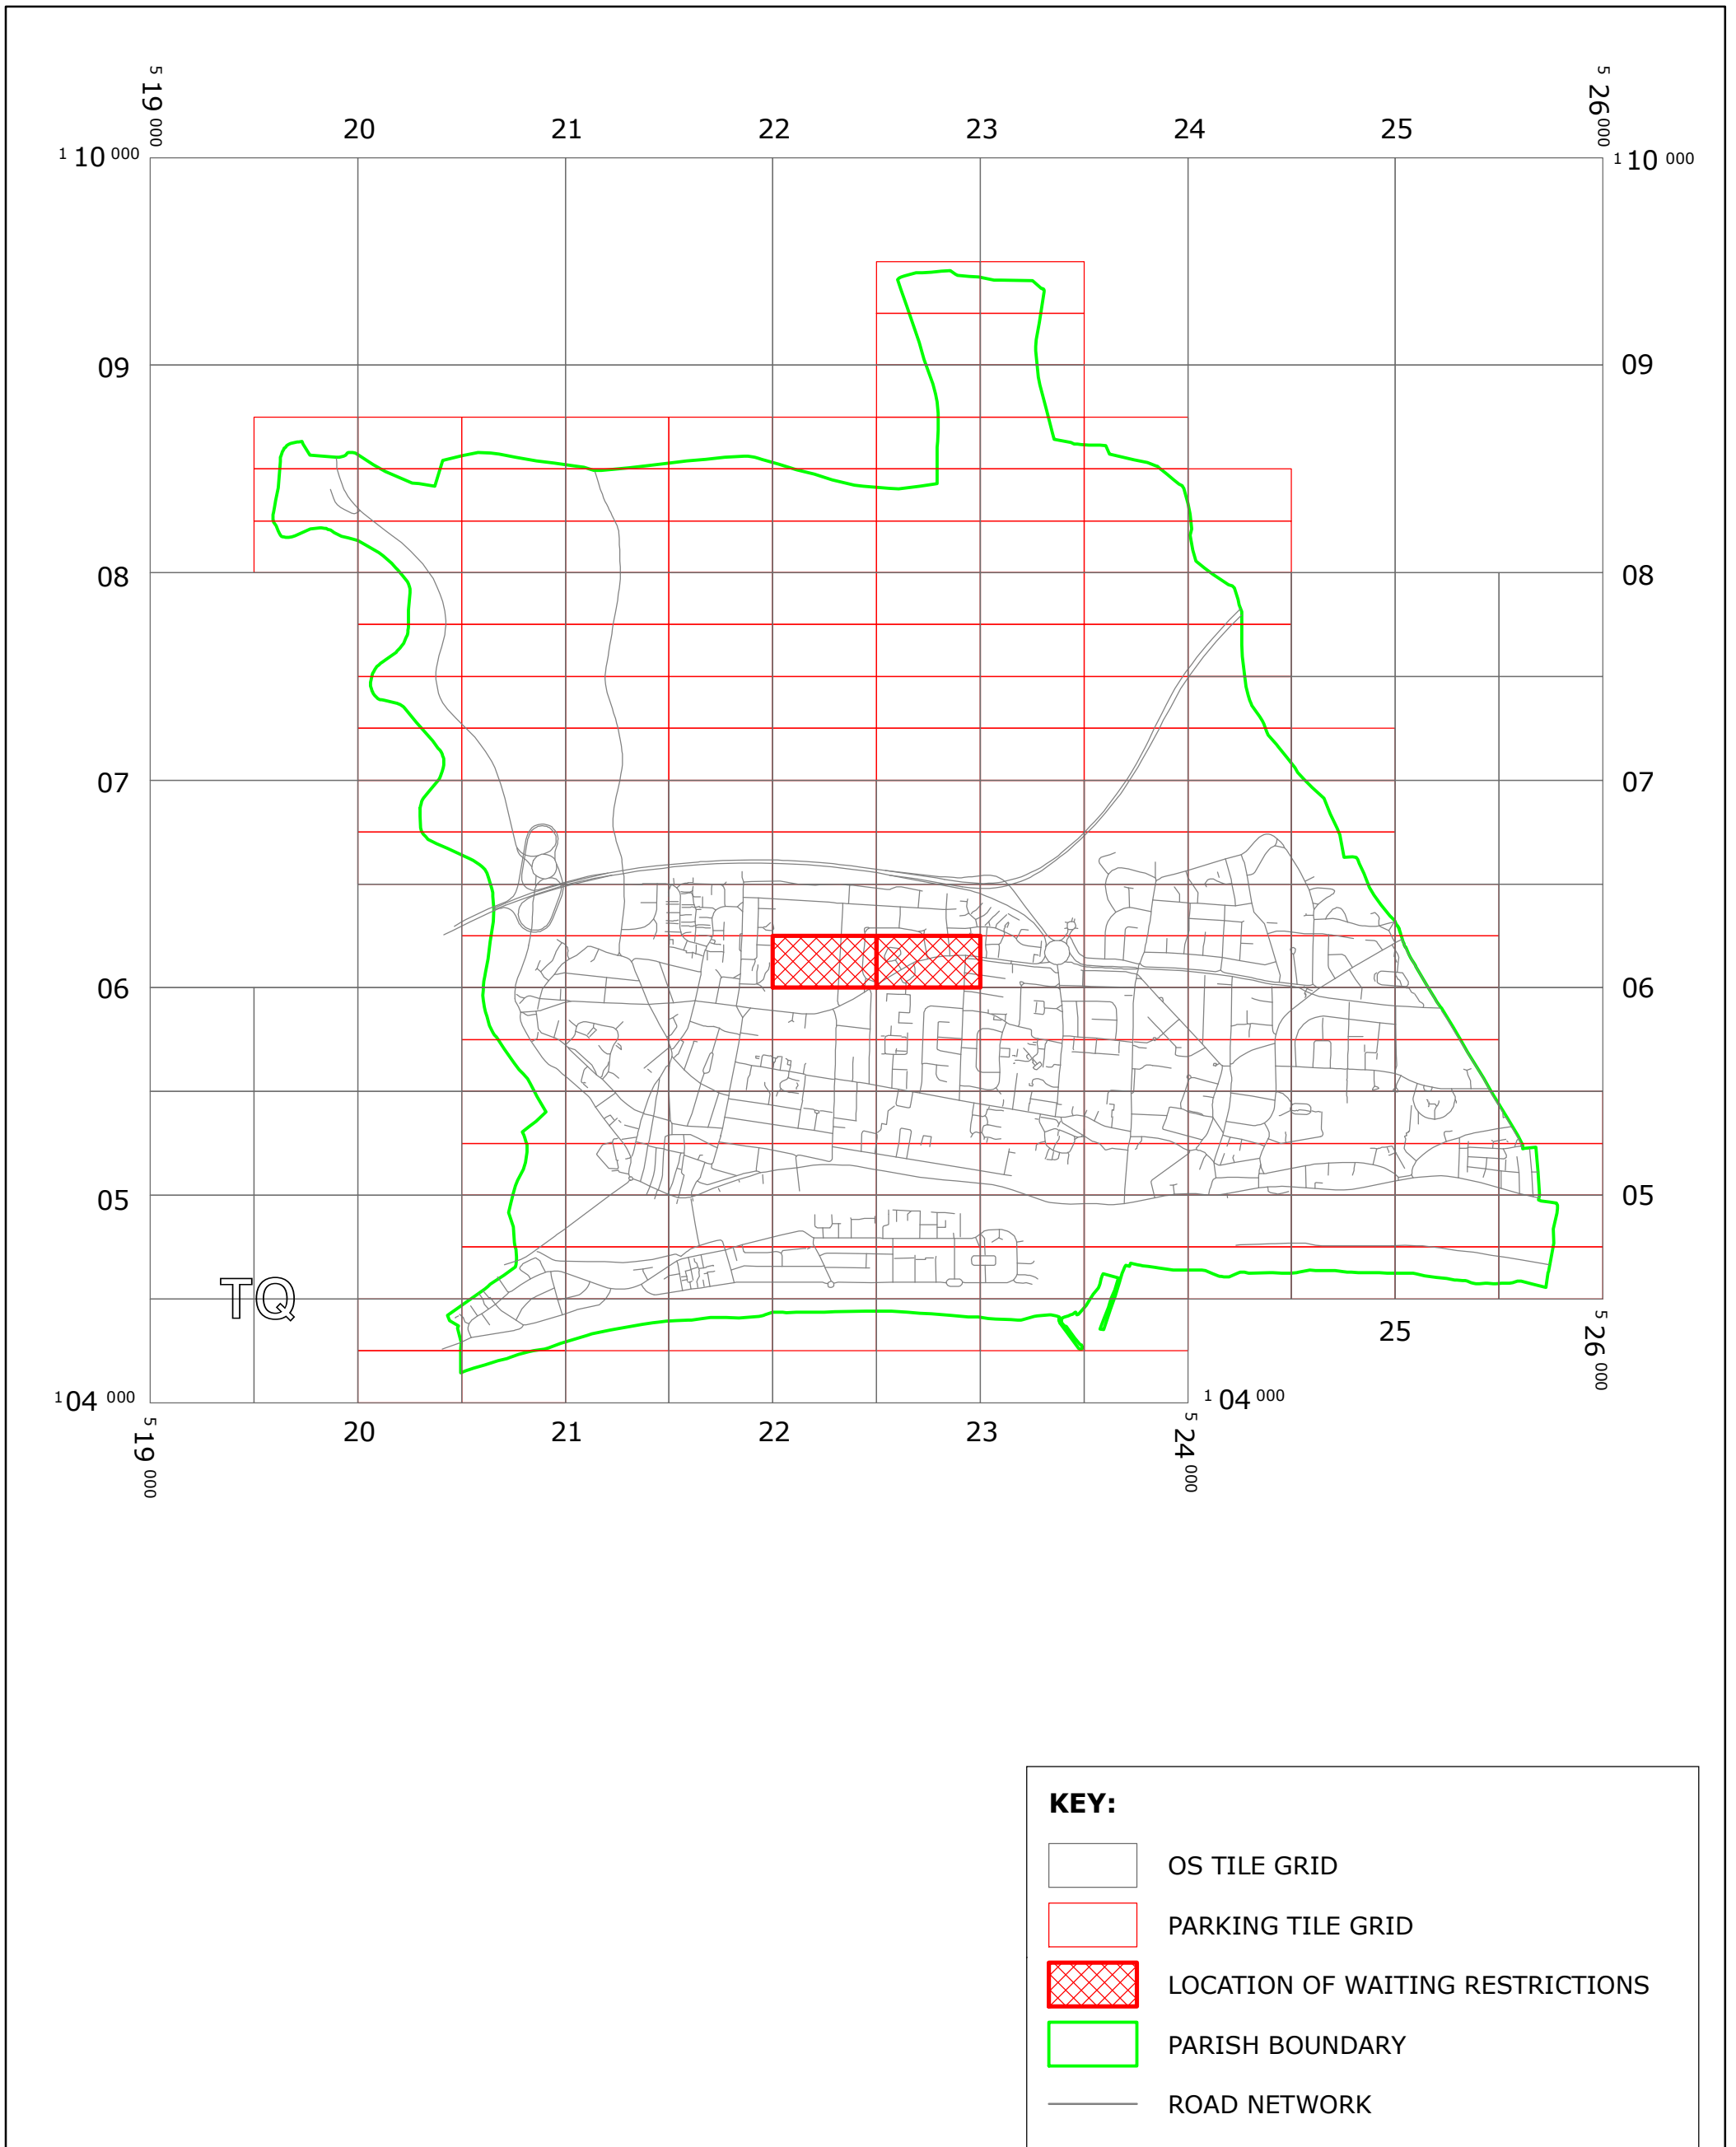 5 19 000
20
21
22
23
24
25
5 26 000
1 10 000
1 10 000
09
09
08
08
07
07
06
06
05
05
TQ
25
5 26 000
1 04 000
1 04 000
5 19 000
20
21
22
23
5 24 000
KEY:
OS TILE GRID
PARKING TILE GRID
LOCATION OF WAITING RESTRICTIONS
PARISH BOUNDARY
ROAD NETWORK